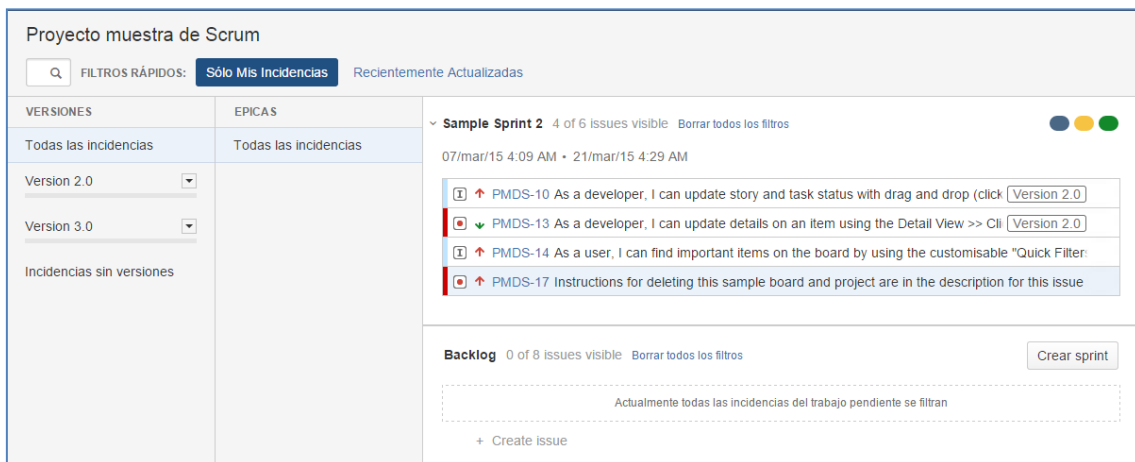 Proyecto muestra de Scrum
FILTROS RÁPIDOS: Sólo Mis Incidencias Recientemente Actualizadas
VERSIONES
Todas las incidencias
Version 2.0
Version 3.0
Incidencias sin versiones
EPICAS
Todas las incidencias
Sample Sprint 2 4 of 6 issues visible Borrar todos los filtros
07/mar/15 4:09 AM • 21/mar/15 4:29 AM
PMDS-10 As a developer, I can update story and task status with drag and drop (click Version 2.0
PMDS-13 As a developer, I can update details on an item using the Detail View >> Cli Version 2.0
PMDS-14 As a user, I can find important items on the board by using the customisable "Quick Filter
PMDS-17 Instructions for deleting this sample board and project are in the description for this issue
Backlog 0 of 8 issues visible Borrar todos los filtros
Crear sprint
Actualmente todas las incidencias del trabajo pendiente se filtran
+ Create issue